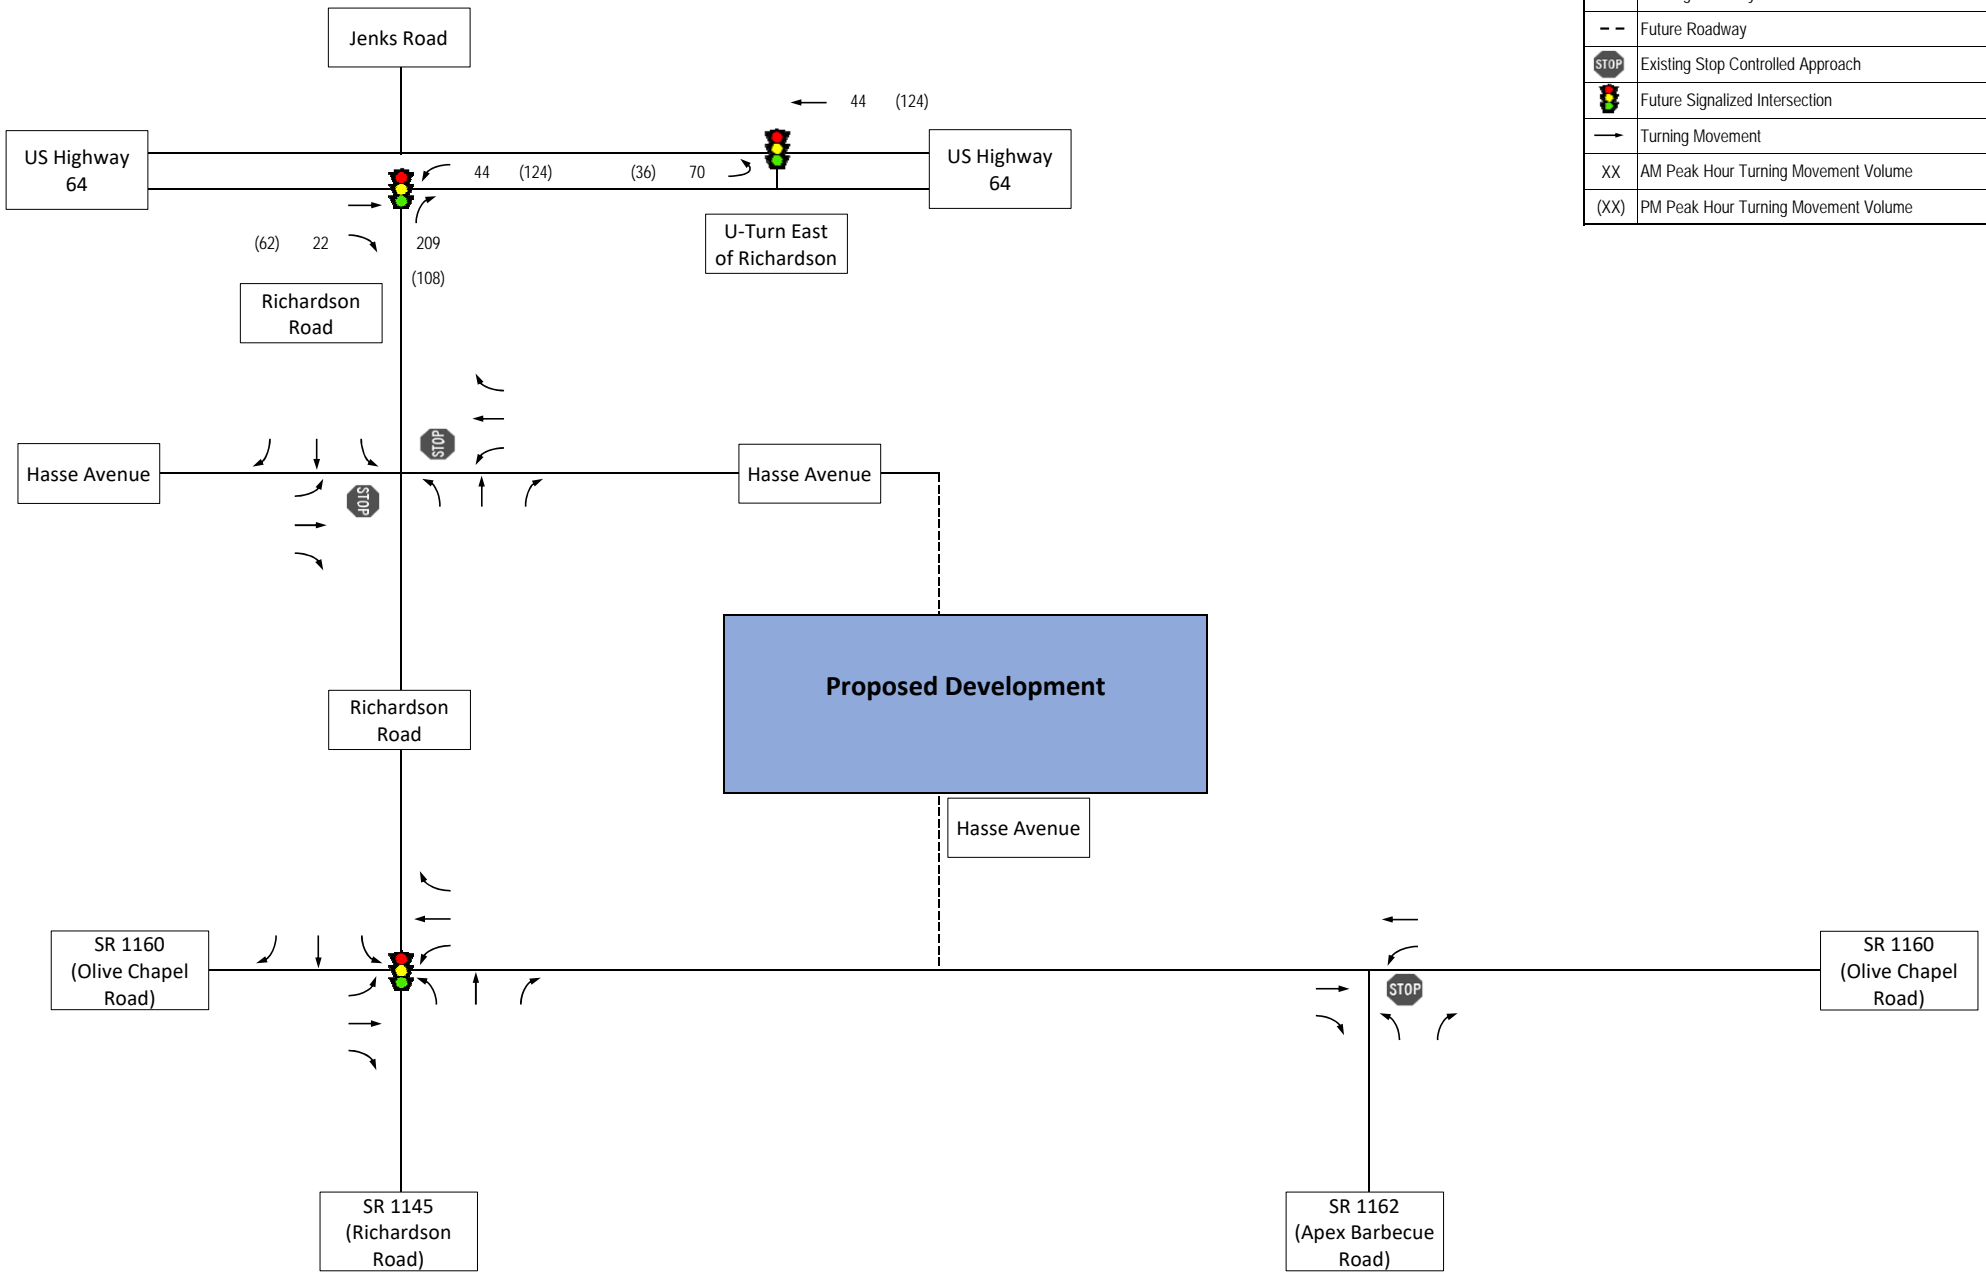 Jenks Road
-- Future Roadway
STOP Existing Stop Controlled Approach
Future Signalized Intersection
Turning Movement
XX AM Peak Hour Turning Movement Volume
(XX) PM Peak Hour Turning Movement Volume
44 (124)
US Highway
64
44 (124) (36) 70
US Highway
64
U-Turn East
of Richardson
(62) 22 209
(108)
Richardson
Road
STOP
Hasse Avenue
Hasse Avenue
STOP
Proposed Development
Richardson
Road
Hasse Avenue
SR 1160
(Olive Chapel
Road)
STOP
SR 1160
(Olive Chapel
Road)
SR 1145
(Richardson
Road)
SR 1162
(Apex Barbecue
Road)